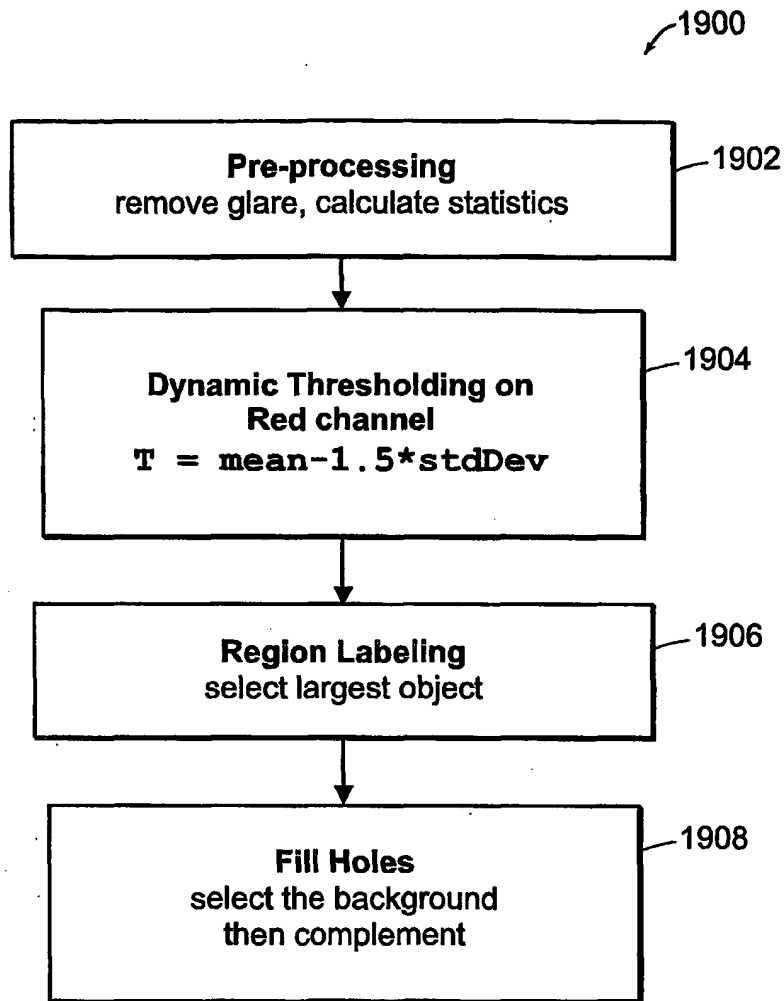 1900
Pre-processing
remove glare, calculate statistics
1902
Dynamic Thresholding on
Red channel
T = mean-1.5*stdDev
1904
Region Labeling
select largest object
1906
Fill Holes
select the background
then complement
1908